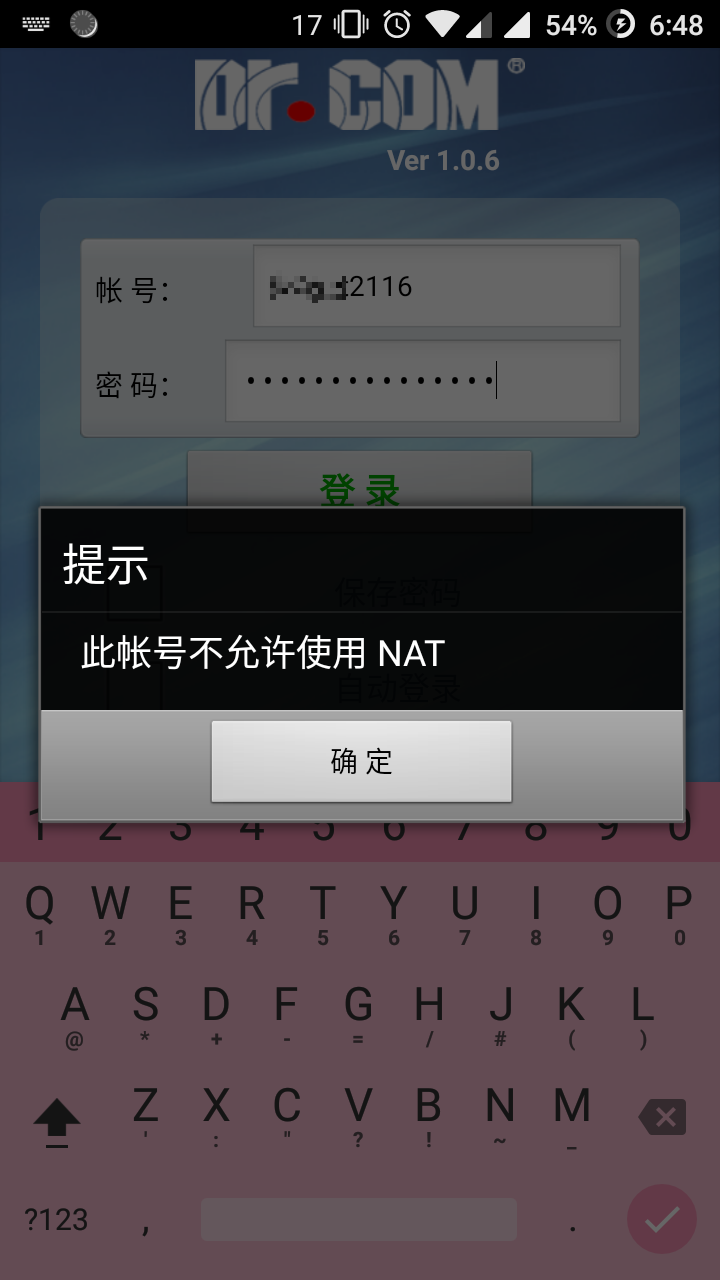 17 54% 6:48
Dr.COM®
Ver 1.0.6
帐 号：
2116
密 码：
登 录
保存密码
自动登录
提示
此帐号不允许使用 NAT
确 定
1 2 3 4 5 6 7 8 9 0
Q W E R T Y U I O P
1 2 3 4 5 6 7 8 9 0
A S D F G H J K L
@ * + - = / # ( )
Z X C V B N M
' : " ? ! ~ _
?123 , .